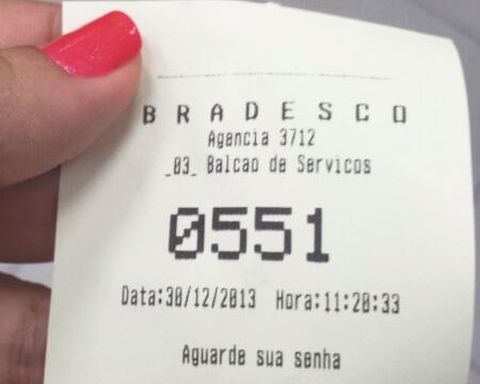 BRADESCO
Agencia 3712
_03_ Balcao de Servicos
0551
Data:30/12/2013 Hora:11:20:33
Aguarde sua senha